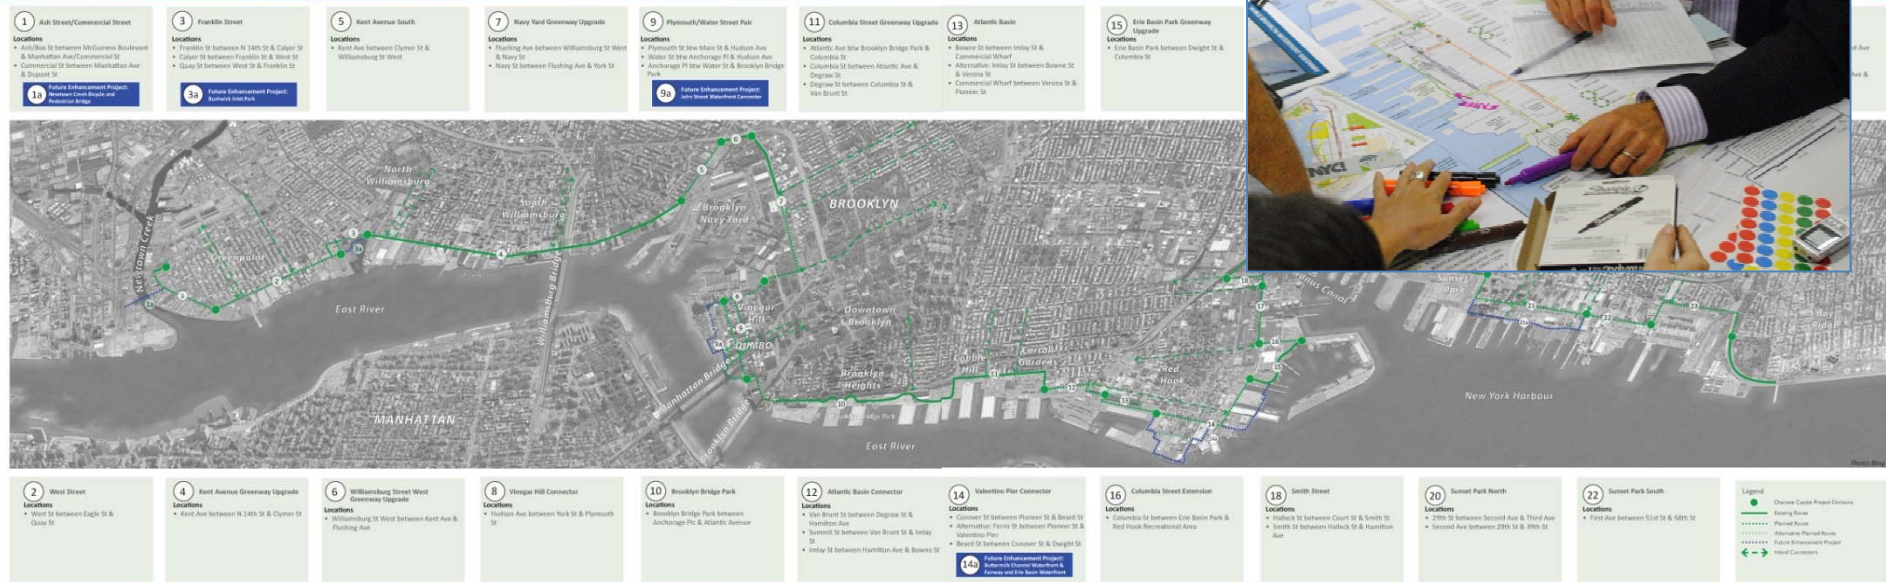 1 Ash Street/Commercial Street
Locations
• Ash/Box St between McGuiness Boulevard
& Manhattan Ave/Commercial St
• Commercial St between Manhattan Ave
& Dupont St
1a Future Enhancement Project:
Newtown Creek Bicycle and
Pedestrian Bridge
3 Franklin Street
Locations
• Franklin St between N 14th St & Calyer St
• Calyer St between Franklin St & West St
• Quay St between West St & Franklin St
3a Future Enhancement Project:
Bushwick Inlet Park
5 Kent Avenue South
Locations
• Kent Ave between Clymer St &
Williamsburg St West
7 Navy Yard Greenway Upgrade
Locations
• Flushing Ave between Williamsburg St West
& Navy St
• Navy St between Flushing Ave & York St
9 Plymouth/Water Street Pair
Locations
• Plymouth St btw Main St & Hudson Ave
• Water St btw Anchorage Pl & Hudson Ave
• Anchorage Pl btw Water St & Brooklyn Bridge
Park
9a Future Enhancement Project:
John Street Waterfront Connector
11 Columbia Street Greenway Upgrade
Locations
• Atlantic Ave btw Brooklyn Bridge Park &
Columbia St
• Columbia St between Atlantic Ave &
Degraw St
• Degraw St between Columbia St &
Van Brunt St
13 Atlantic Basin
Locations
• Bowne St between Imlay St &
Commercial Wharf
• Alternative: Imlay St between Bowne St
& Verona St
• Commercial Wharf between Verona St &
Pioneer St
15 Erie Basin Park Greenway
Upgrade
Locations
• Erie Basin Park between Dwight St &
Columbia St
NYC
Sharpie
North
Williamsburg
South
Williamsburg
Brooklyn
Navy Yard
BROOKLYN
Newtown Creek
Greenpoint
East River
Williamsburg Bridge
Vinegar
Hill
DUMBO
Downtown
Brooklyn
Manhattan Bridge
Brooklyn Bridge
Brooklyn
Heights
Cobble
Hill
Carroll
Gardens
Red
Hook
Sunset
Park
Bay
Ridge
MANHATTAN
East River
New York Harbour
Photo: Bing
2 West Street
Locations
• West St between Eagle St &
Quay St
4 Kent Avenue Greenway Upgrade
Locations
• Kent Ave between N 14th St & Clymer St
6 Williamsburg Street West
Greenway Upgrade
Locations
• Williamsburg St West between Kent Ave &
Flushing Ave
8 Vinegar Hill Connector
Locations
• Hudson Ave between York St & Plymouth
St
10 Brooklyn Bridge Park
Locations
• Brooklyn Bridge Park between
Anchorage Plc & Atlantic Avenue
12 Atlantic Basin Connector
Locations
• Van Brunt St between Degraw St &
Hamilton Ave
• Summit St between Van Brunt St & Imlay
St
• Imlay St between Hamilton Ave & Bowne St
14 Valentino Pier Connector
Locations
• Conover St between Pioneer St & Beard St
• Alternative: Ferris St between Pioneer St &
Valentino Pier
• Beard St between Conover St & Dwight St
14a Future Enhancement Project:
Buttermilk Channel Waterfront &
Fairway and Erie Basin Waterfront
16 Columbia Street Extension
Locations
• Columbia St between Erie Basin Park &
Red Hook Recreational Area
18 Smith Street
Locations
• Halleck St between Court St & Smith St
• Smith St between Halleck St & Hamilton
Ave
20 Sunset Park North
Locations
• 29th St between Second Ave & Third Ave
• Second Ave between 29th St & 39th St
22 Sunset Park South
Locations
• First Ave between 51st St & 58th St
Legend
Discrete Capital Project Divisions
Existing Route
Planned Route
Alternative Planned Route
Future Enhancement Project
Inland Connectors